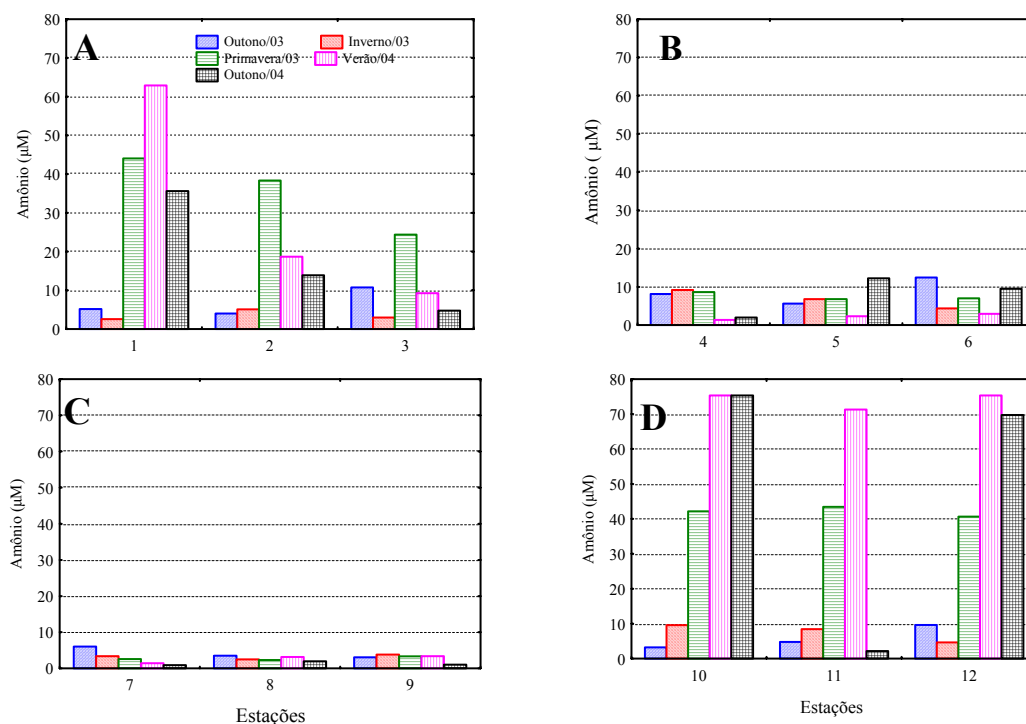 A
Outono/03 Inverno/03
Primavera/03 Verão/04
Outono/04
Amônio (µM)
80
70
60
50
40
30
20
10
0
1 2 3
B
Amônio ( µM)
80
70
60
50
40
30
20
10
0
4 5 6
C
Amônio (µM)
80
70
60
50
40
30
20
10
0
7 8 9
Estações
D
Amônio (µM)
80
70
60
50
40
30
20
10
0
10 11 12
Estações